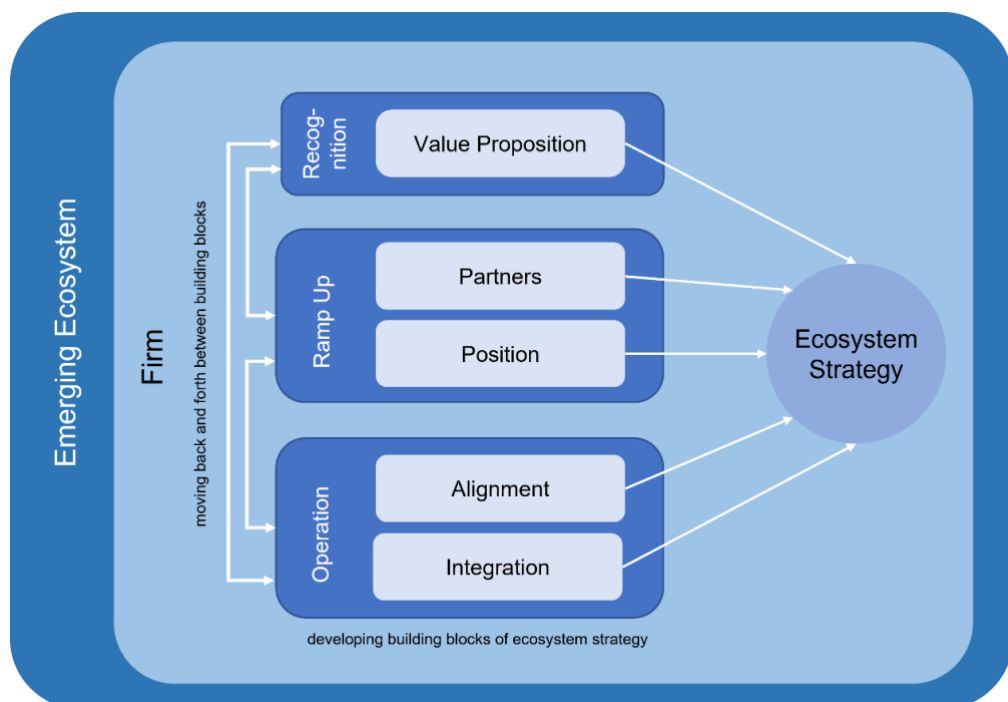 Emerging Ecosystem
Firm
moving back and forth between building blocks
Recog-
nition
Value Proposition
Ramp Up
Partners
Position
Operation
Alignment
Integration
Ecosystem
Strategy
developing building blocks of ecosystem strategy